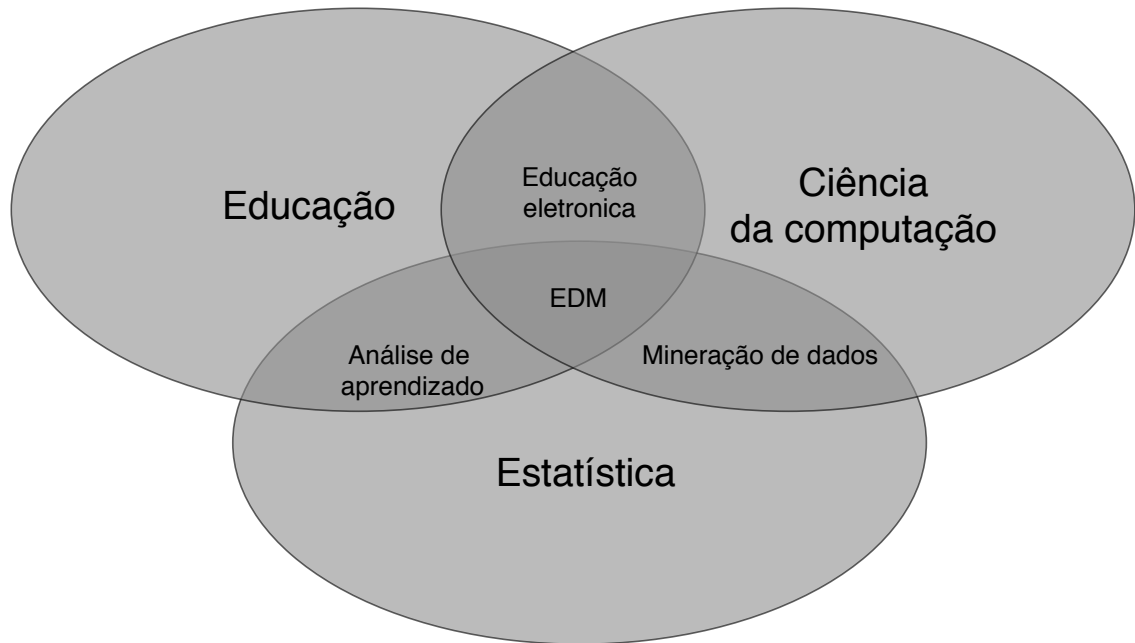 Educação
Educação
eletronica
Ciência
da computação
EDM
Análise de
aprendizado
Mineração de dados
Estatística